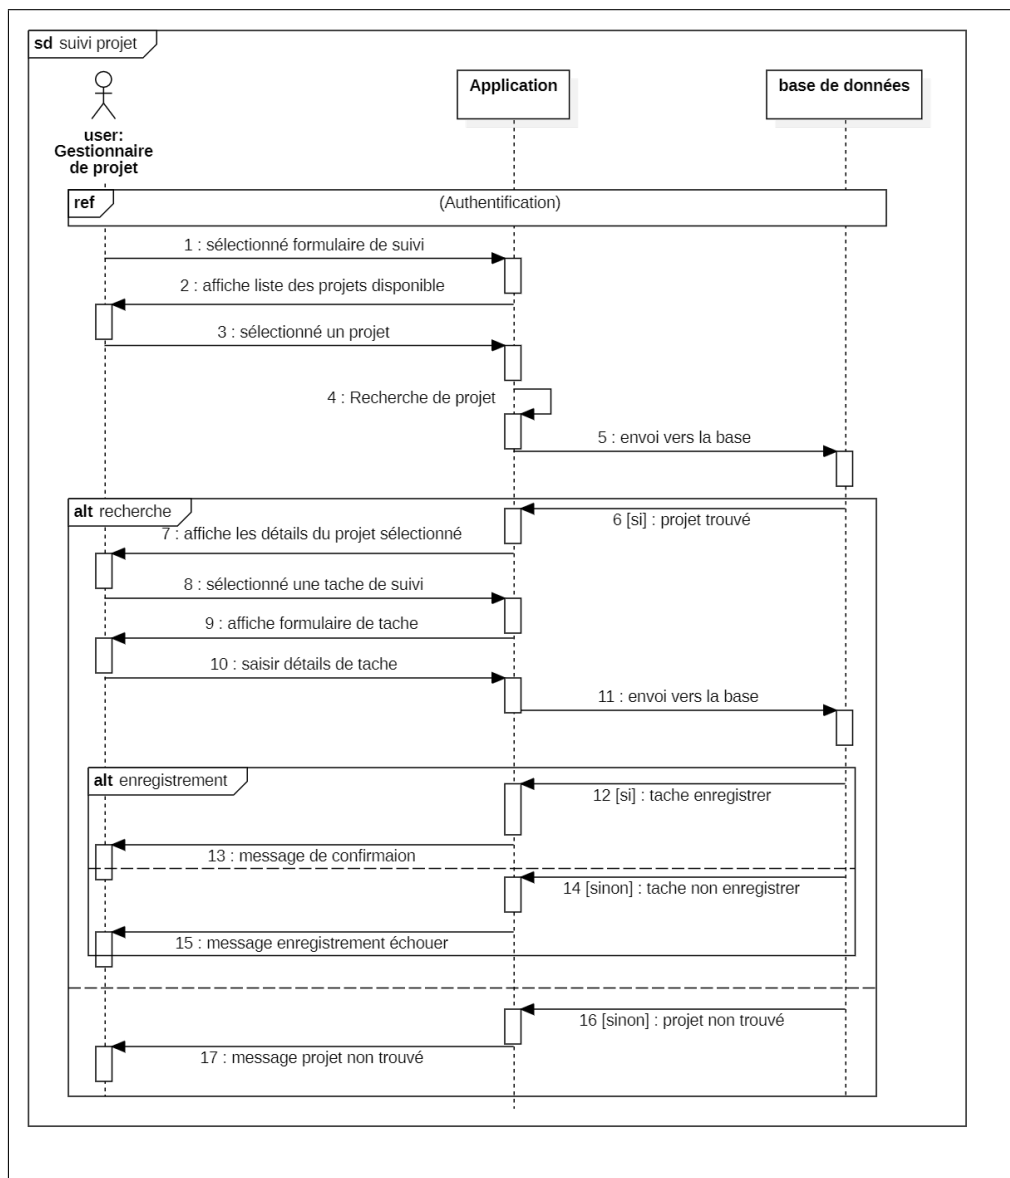 sd suivi projet
Application
base de données
user:
Gestionnaire
de projet
ref
(Authentification)
1 : sélectionné formulaire de suivi
2 : affiche liste des projets disponible
3 : sélectionné un projet
4 : Recherche de projet
5 : envoi vers la base
alt recherche
6 [si] : projet trouvé
7 : affiche les détails du projet sélectionné
8 : sélectionné une tache de suivi
9 : affiche formulaire de tache
10 : saisir détails de tache
11 : envoi vers la base
alt enregistrement
12 [si] : tache enregistrer
13 : message de confirmaion
14 [sinon] : tache non enregistrer
15 : message enregistrement échouer
16 [sinon] : projet non trouvé
17 : message projet non trouvé